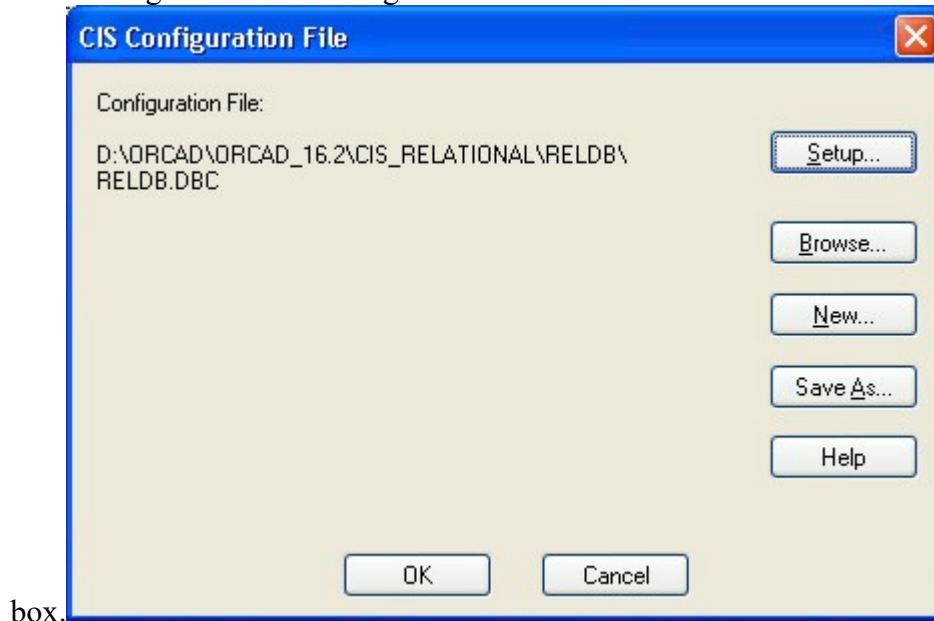 CIS Configuration File
Configuration File:
D:\ORCAD\ORCAD_16.2\CIS_RELATIONAL\RELDB\
RELDB.DBC
Setup...
Browse...
New...
Save As...
Help
OK
Cancel
box.